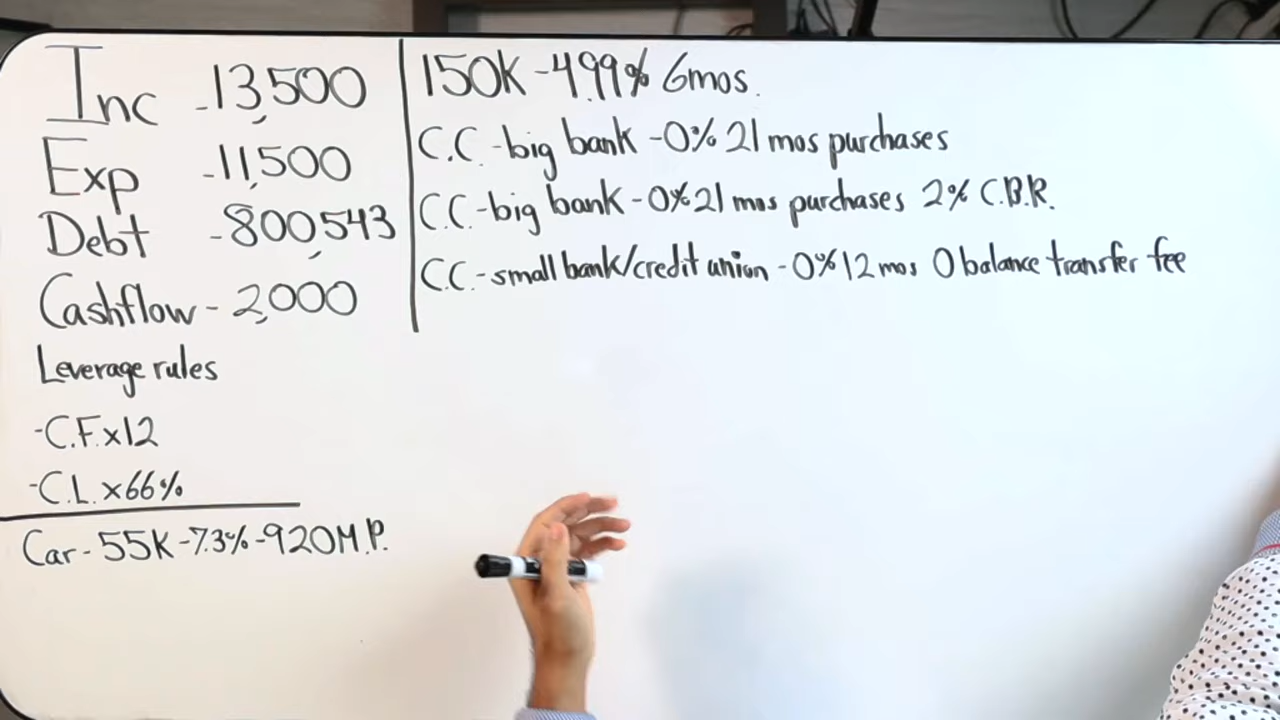 Inc - 13,500
Exp - 11,500
Debt - 800,543
Cashflow - 2,000
Leverage rules
- C.F. x12
- C.L. x66%
Car - 55K - 7.3% - 920 M.P.
150K - 4.99% 6mos.
C.C. - big bank - 0% 21 mos purchases
C.C. - big bank - 0% 21 mos purchases 2% C.B.R.
C.C. - small bank/credit union - 0% 12 mos 0 balance transfer fee